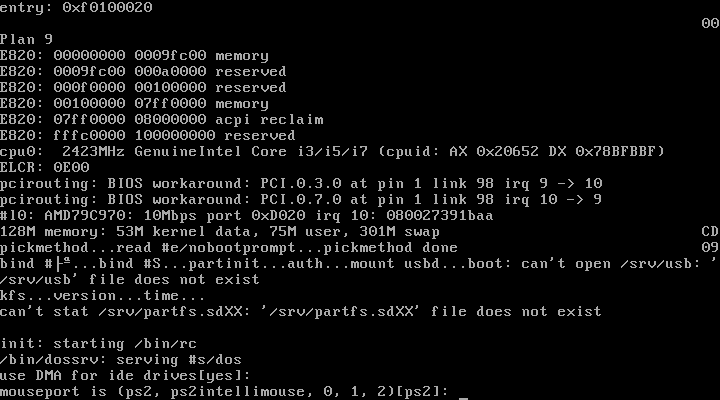 entry: 0xf0100020
00
Plan 9
E820: 00000000 0009fc00 memory
E820: 0009fc00 000a0000 reserved
E820: 000f0000 00100000 reserved
E820: 00100000 07ff0000 memory
E820: 07ff0000 08000000 acpi reclaim
E820: fffc0000 100000000 reserved
cpu0:  2423MHz GenuineIntel Core i3/i5/i7 (cpuid: AX 0x20652 DX 0x78BFBBF)
ELCR: 0E00
pcirouting: BIOS workaround: PCI.0.3.0 at pin 1 link 98 irq 9 -> 10
pcirouting: BIOS workaround: PCI.0.7.0 at pin 1 link 98 irq 10 -> 9
#l0: AMD79C970: 10Mbps port 0xD020 irq 10: 080027391baa
128M memory: 53M kernel data, 75M user, 301M swap CD
pickmethod...read #e/nobootprompt...pickmethod done 09
bind #├ª...bind #S...partinit...auth...mount usbd...boot: can't open /srv/usb: '
/srv/usb' file does not exist
kfs...version...time...
can't stat /srv/partfs.sdXX: '/srv/partfs.sdXX' file does not exist
init: starting /bin/rc
/bin/dossrv: serving #s/dos
use DMA for ide drives[yes]:
mouseport is (ps2, ps2intellimouse, 0, 1, 2)[ps2]: _